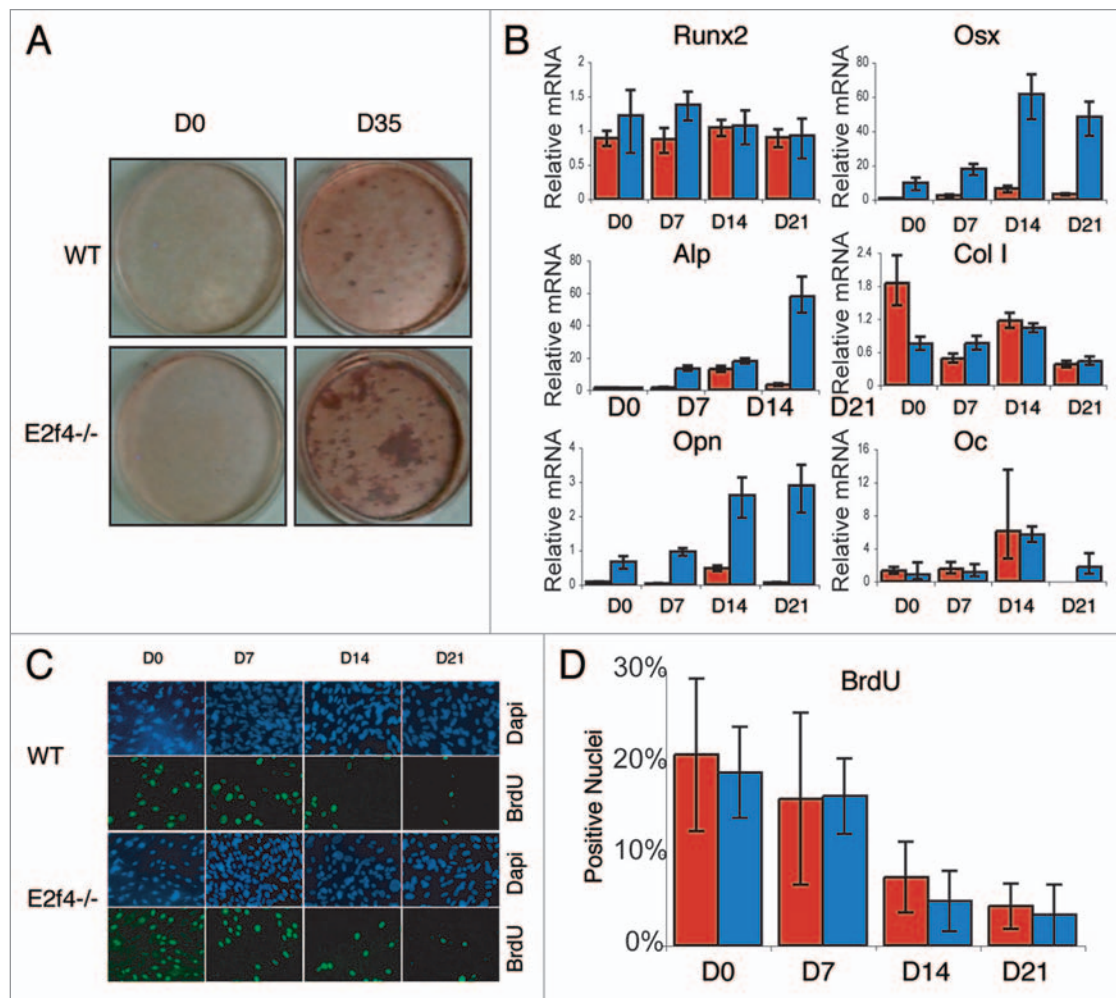 A
D0 D35
WT
E2f4-/-
B
Runx2
Relative mRNA
2
1.5
1
0.5
0
D0 D7 D14 D21
Osx
Relative mRNA
80
60
40
20
0
D0 D7 D14 D21
Alp
Relative mRNA
80
60
40
20
0
D0 D7 D14 D21
Col I
Relative mRNA
2.4
1.8
1.2
0.6
0
D0 D7 D14 D21
Opn
Relative mRNA
4
3
2
1
0
D0 D7 D14 D21
Oc
Relative mRNA
16
12
8
4
0
D0 D7 D14 D21
C
D0 D7 D14 D21
WT
Dapi
BrdU
E2f4-/-
Dapi
BrdU
D
BrdU
Positive Nuclei
30%
20%
10%
0%
D0 D7 D14 D21